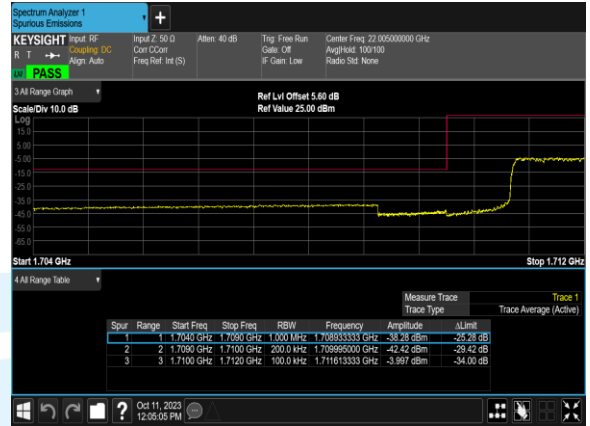 Spectrum Analyzer 1
Spurious Emissions
KEYSIGHT Input: RF Input Z: 50 Ω Atten: 40 dB Trig: Free Run Center Freq: 22.005000000 GHz
R T Coupling: DC Corr CCorr Gate: Off Avg|Hold: 100/100
Align: Auto Freq Ref: Int (S) IF Gain: Low Radio Std: None
PASS
3 All Range Graph
Ref Lvl Offset 5.60 dB
Scale/Div 10.0 dB Ref Value 25.00 dBm
Log
15.0
5.00
-5.00
-15.0
-25.0
-35.0
-45.0
-55.0
-65.0
Start 1.704 GHz Stop 1.712 GHz
4 All Range Table
Measure Trace Trace 1
Trace Type Trace Average (Active)
Spur Range Start Freq Stop Freq RBW Frequency Amplitude ΔLimit
1 1 1.7040 GHz 1.7090 GHz 1.000 MHz 1.708933333 GHz -38.28 dBm -25.28 dB
2 2 1.7090 GHz 1.7100 GHz 200.0 kHz 1.709995000 GHz -42.42 dBm -29.42 dB
3 3 1.7100 GHz 1.7120 GHz 100.0 kHz 1.711613333 GHz -3.997 dBm -34.00 dB
Oct 11, 2023
12:05:05 PM